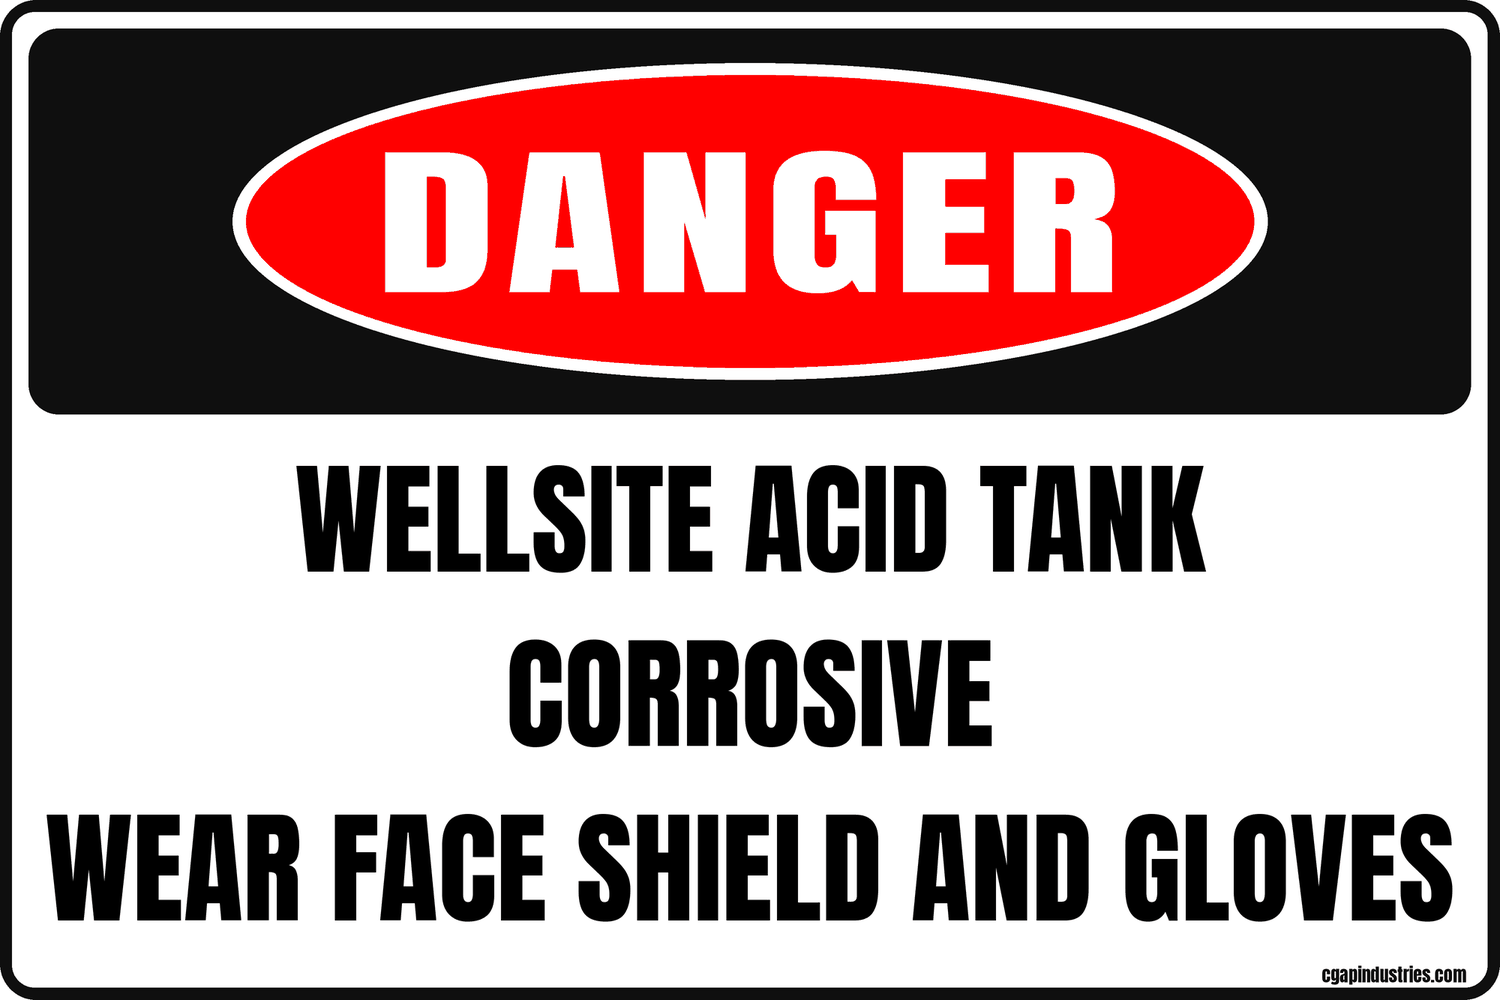 DANGER
WELLSITE ACID TANK
CORROSIVE
WEAR FACE SHIELD AND GLOVES
cgapindustries.com